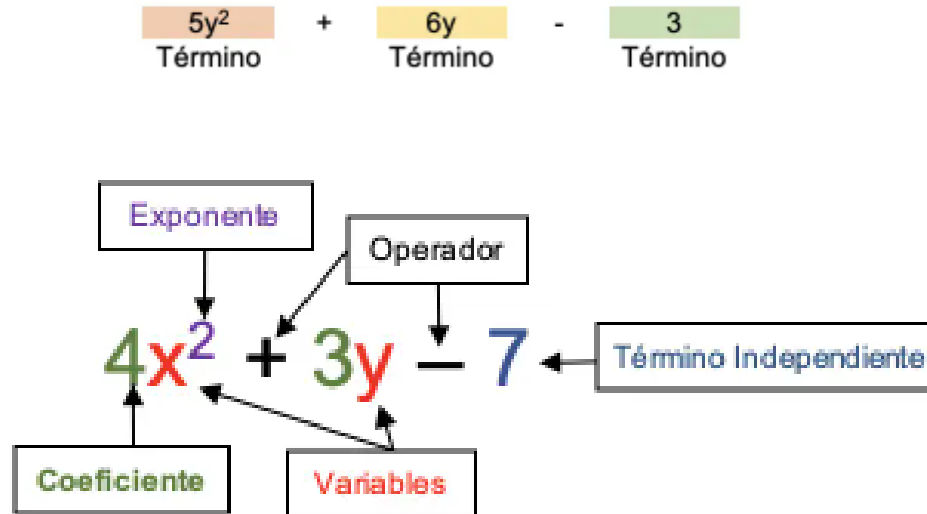 5y² + 6y - 3
Término Término Término
Exponente
Operador
4x² + 3y − 7
Término Independiente
Coeficiente
Variables